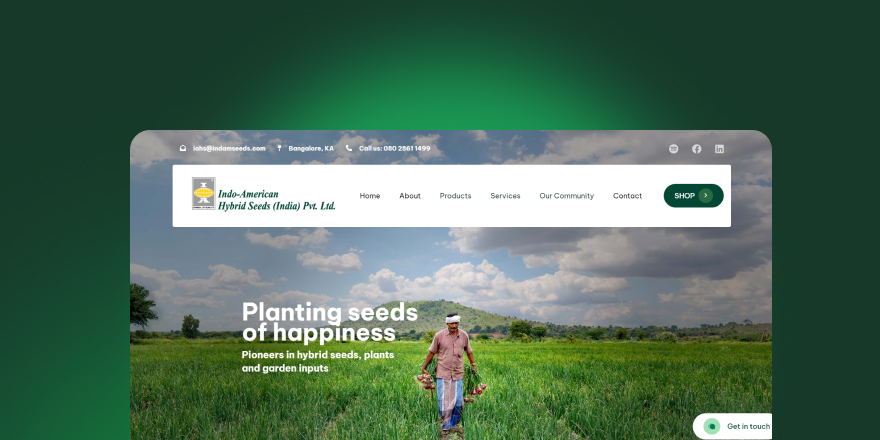 iahs@indamseeds.com Bangalore, KA Call us: 080 2861 1499
Indo-American
Hybrid Seeds (India) Pvt. Ltd.
Home About Products Services Our Community Contact SHOP
Planting seeds
of happiness
Pioneers in hybrid seeds, plants
and garden inputs
Get in touch